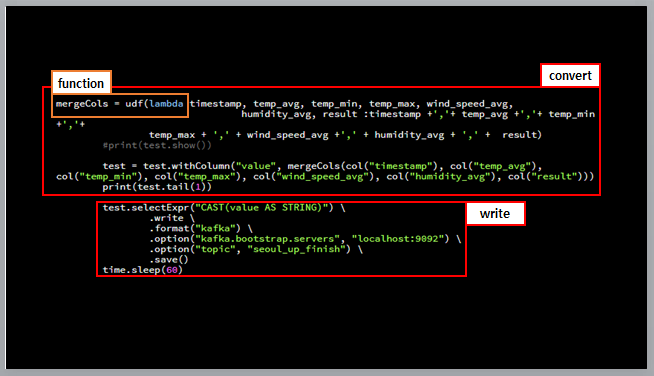 function
convert
mergeCols = udf(lambda timestamp, temp_avg, temp_min, temp_max, wind_speed_avg,
humidity_avg, result :timestamp +','+ temp_avg +','+ temp_min
+','+
temp_max + ',' + wind_speed_avg +',' + humidity_avg + ',' +  result)
#print(test.show())
test = test.withColumn("value", mergeCols(col("timestamp"), col("temp_avg"),
col("temp_min"), col("temp_max"), col("wind_speed_avg"), col("humidity_avg"), col("result")))
print(test.tail(1))
test.selectExpr("CAST(value AS STRING)") \
write
.write \
.format("kafka") \
.option("kafka.bootstrap.servers", "localhost:9092") \
.option("topic", "seoul_up_finish") \
.save()
time.sleep(60)